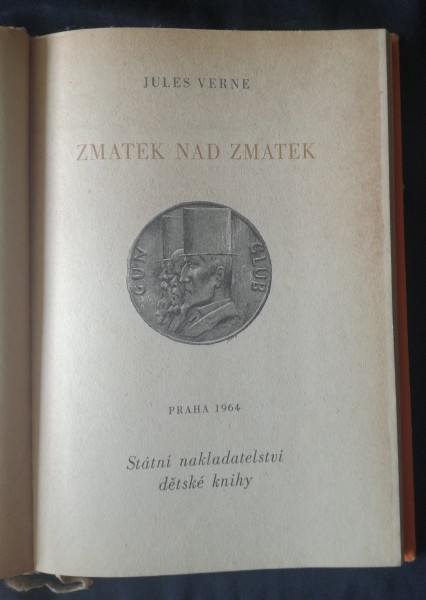 JULES VERNE
ZMATEK NAD ZMATEK
GUN CLUB
PRAHA 1964
Státní nakladatelství
dětské knihy